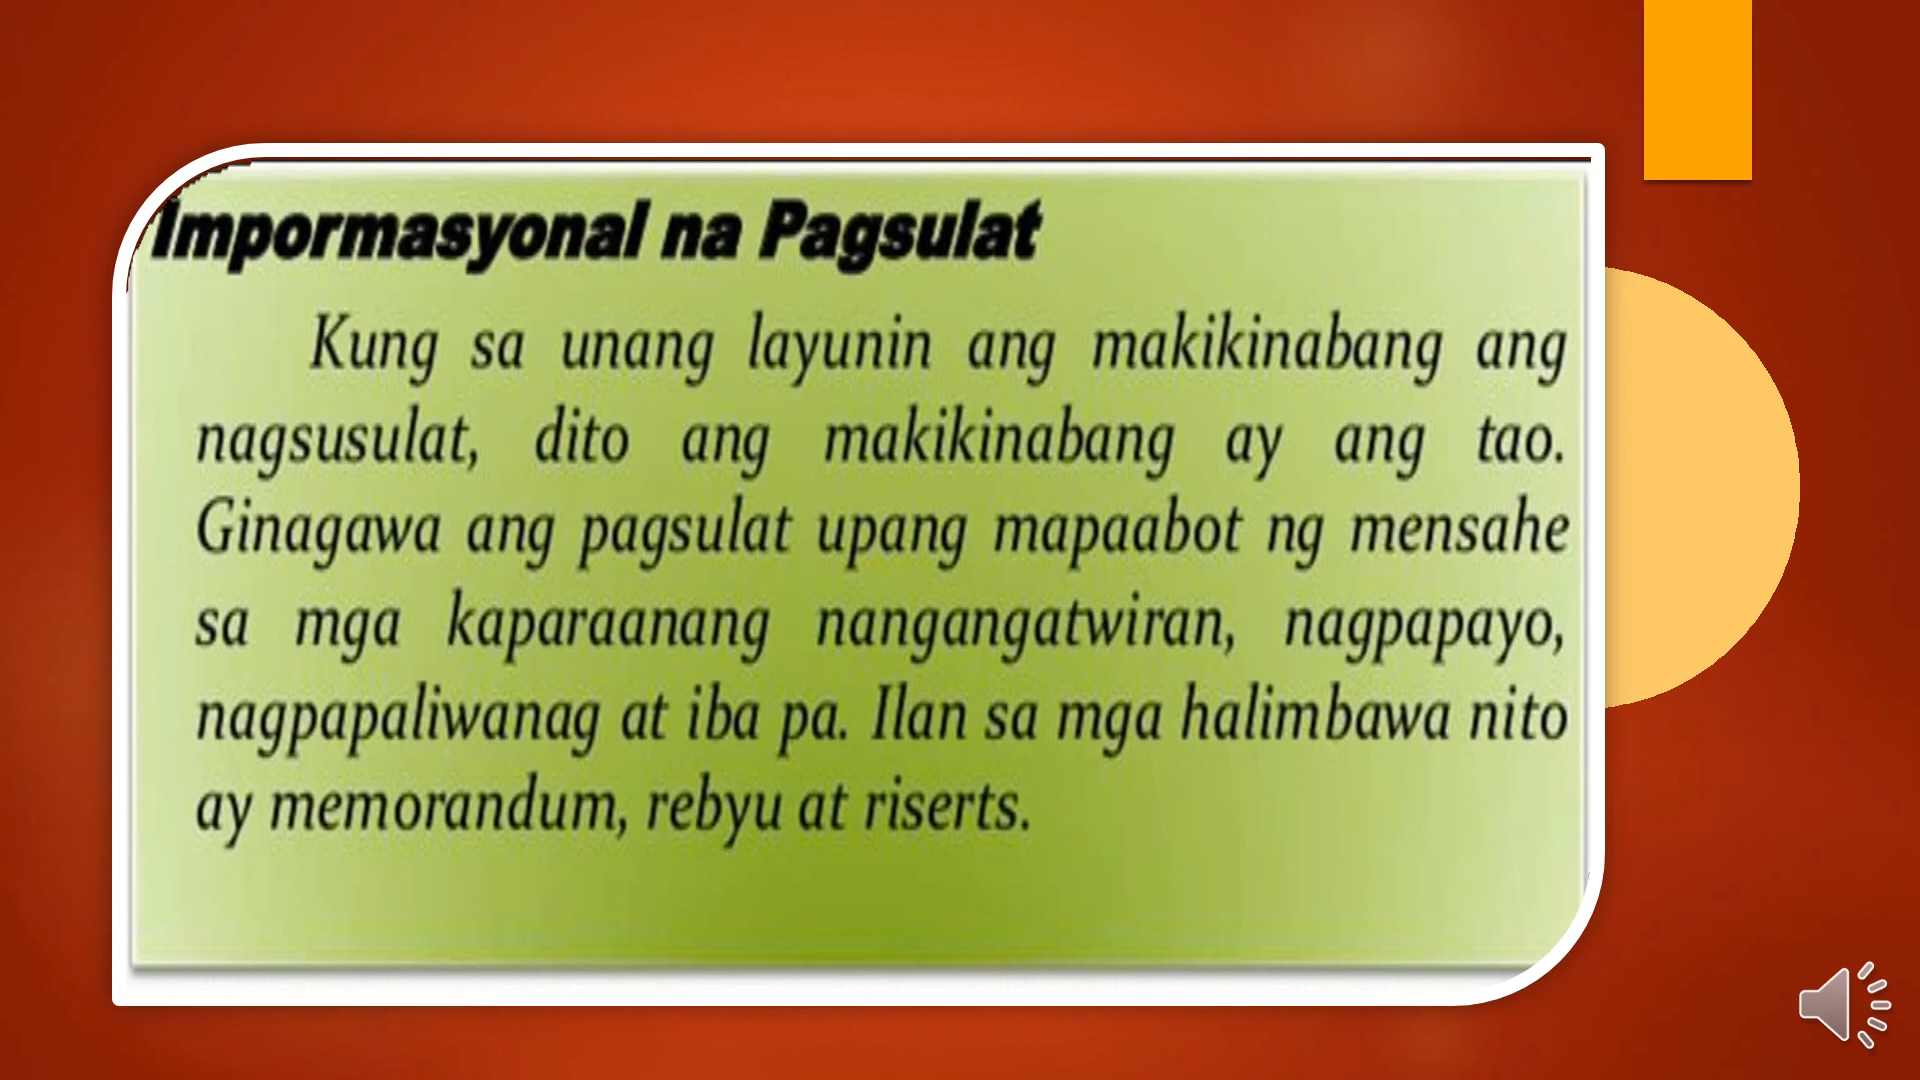 Impormasyonal na Pagsulat
Kung sa unang layunin ang makikinabang ang
nagsusulat, dito ang makikinabang ay ang tao.
Ginagawa ang pagsulat upang mapaabot ng mensahe
sa mga kaparaanang nangangatwiran, nagpapayo,
nagpapaliwanag at iba pa. Ilan sa mga halimbawa nito
ay memorandum, rebyu at riserts.